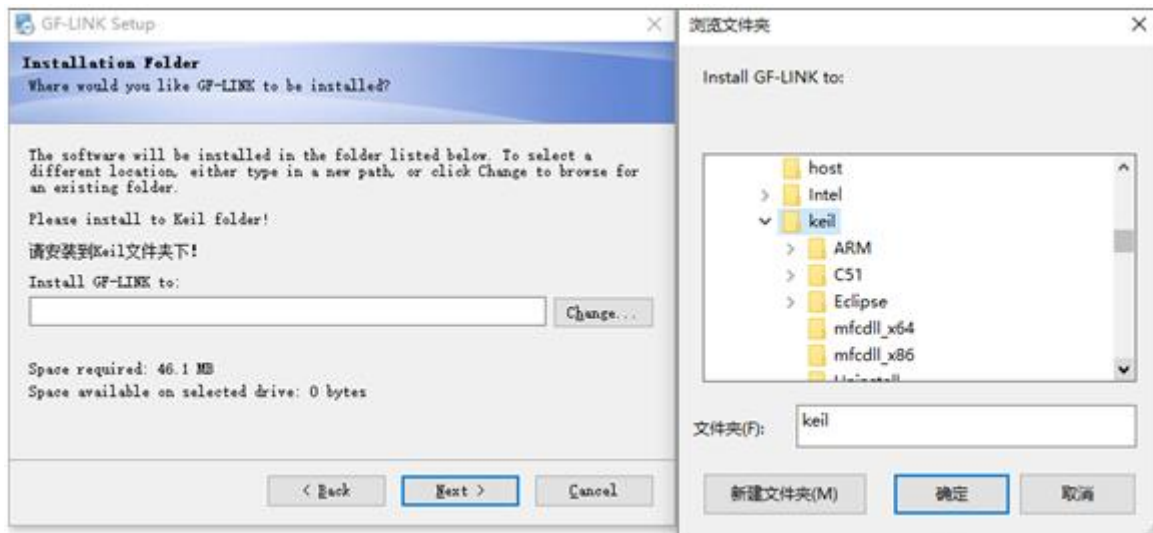 GF-LINK Setup
Installation Folder
Where would you like GF-LINK to be installed?
The software will be installed in the folder listed below. To select a
different location, either type in a new path, or click Change to browse for
an existing folder.
Please install to Keil folder!
请安装到Keil文件夹下!
Install GF-LINK to:
Change...
Space required: 46.1 MB
Space available on selected drive: 0 bytes
< Back
Next >
Cancel
浏览文件夹
Install GF-LINK to:
host
Intel
keil
ARM
C51
Eclipse
mfcdll_x64
mfcdll_x86
文件夹(F):
keil
新建文件夹(M)
确定
取消